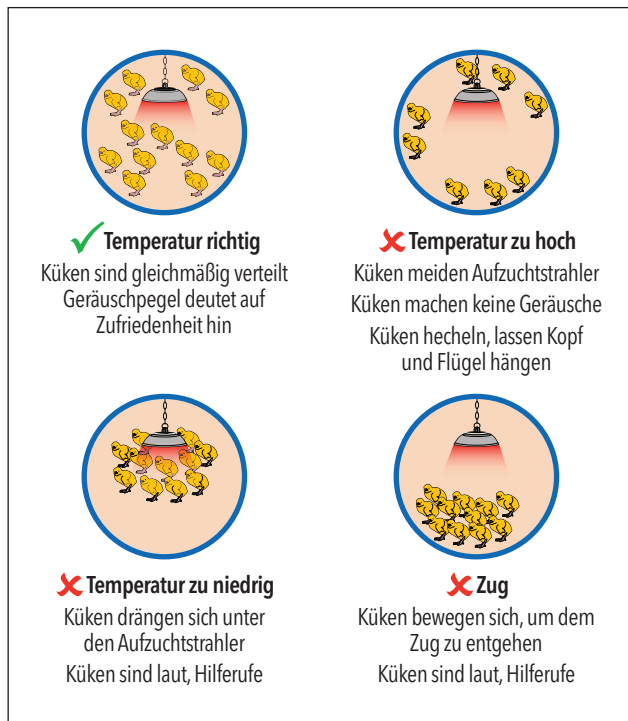 Temperatur richtig
Küken sind gleichmäßig verteilt
Geräuschpegel deutet auf
Zufriedenheit hin
Temperatur zu hoch
Küken meiden Aufzuchtstrahler
Küken machen keine Geräusche
Küken hecheln, lassen Kopf
und Flügel hängen
Temperatur zu niedrig
Küken drängen sich unter
den Aufzuchtstrahler
Küken sind laut, Hilferufe
Zug
Küken bewegen sich, um dem
Zug zu entgehen
Küken sind laut, Hilferufe